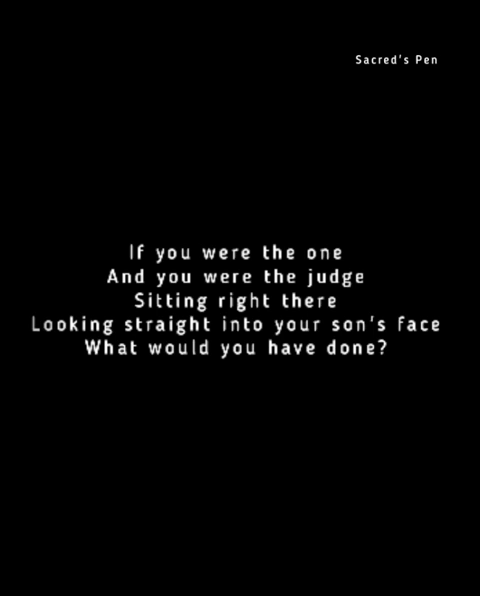 Sacred's Pen
If you were the one
And you were the judge
Sitting right there
Looking straight into your son's face
What would you have done?